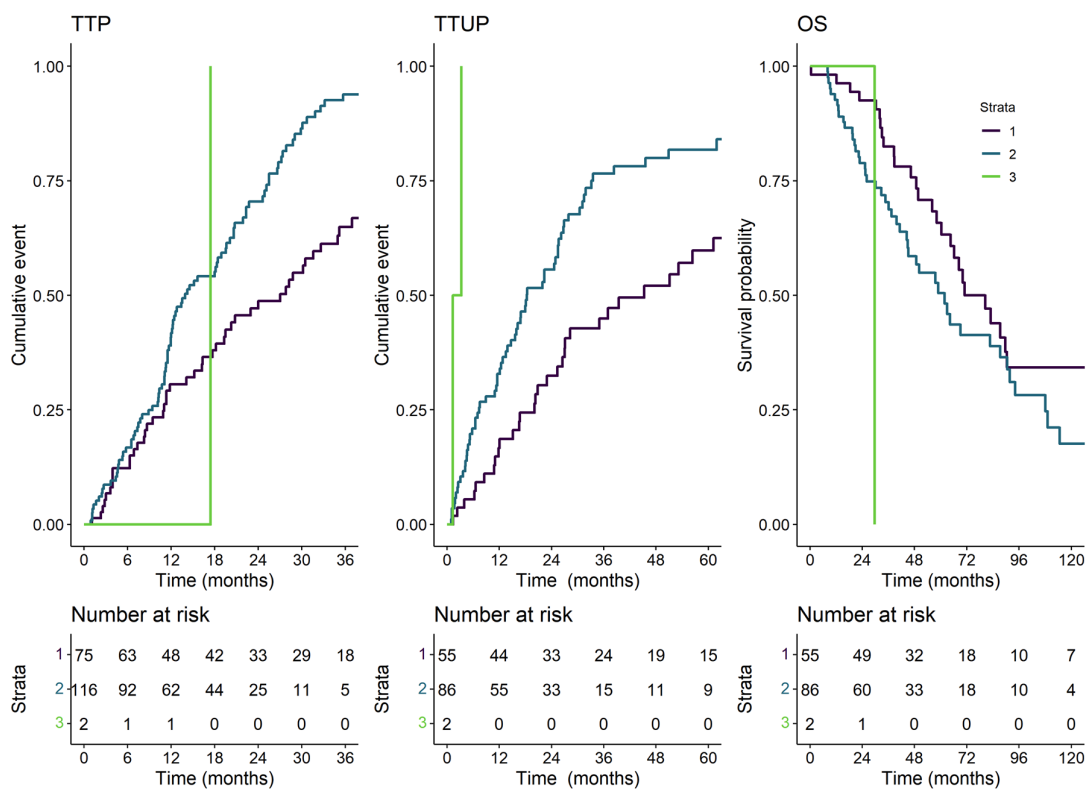 TTP
1.00
0.75
0.50
0.25
0.00
Cumulative event
0 6 12 18 24 30 36
Time (months)
TTUP
1.00
0.75
0.50
0.25
0.00
Cumulative event
0 12 24 36 48 60
Time (months)
OS
1.00
0.75
0.50
0.25
0.00
Survival probability
Strata
1
2
3
0 24 48 72 96 120
Time (months)
Number at risk
Strata
1 75 63 48 42 33 29 18
2 116 92 62 44 25 11 5
3 2 1 1 0 0 0 0
0 6 12 18 24 30 36
Time (months)
Number at risk
Strata
1 55 44 33 24 19 15
2 86 55 33 15 11 9
3 2 0 0 0 0 0
0 12 24 36 48 60
Time (months)
Number at risk
Strata
1 55 49 32 18 10 7
2 86 60 33 18 10 4
3 2 1 0 0 0 0
0 24 48 72 96 120
Time (months)